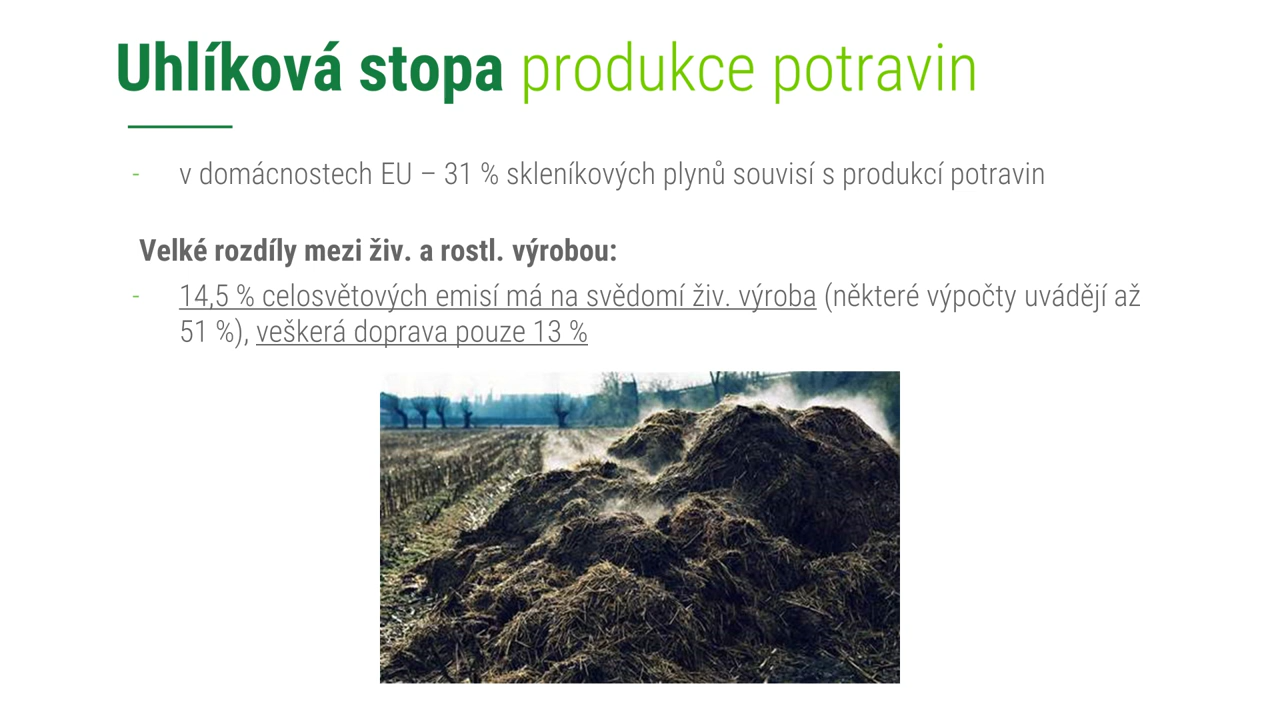 Uhlíková stopa produkce potravin
- v domácnostech EU – 31 % skleníkových plynů souvisí s produkcí potravin
Velké rozdíly mezi živ. a rostl. výrobou:
- 14,5 % celosvětových emisí má na svědomí živ. výroba (některé výpočty uvádějí až
51 %), veškerá doprava pouze 13 %